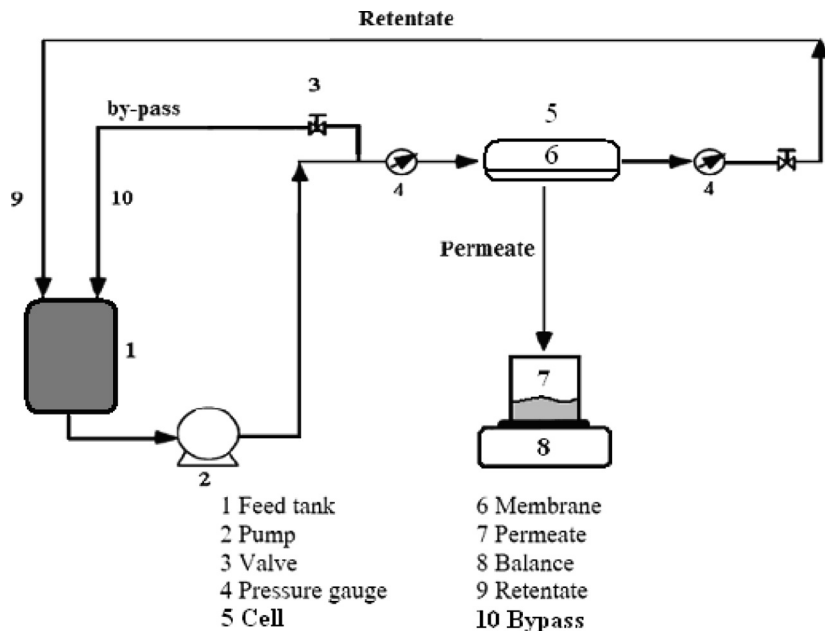 Retentate
by-pass
3
5
6
4
4
9
10
Permeate
1
7
2
8
1 Feed tank
2 Pump
3 Valve
4 Pressure gauge
5 Cell
6 Membrane
7 Permeate
8 Balance
9 Retentate
10 Bypass